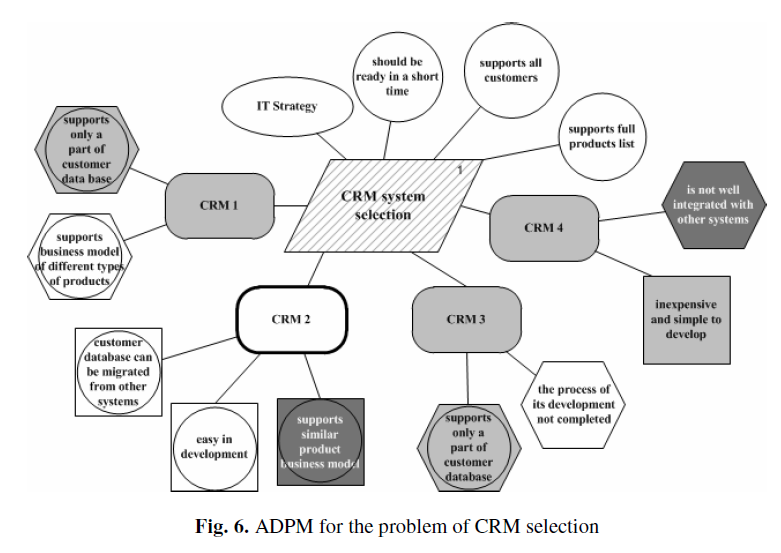 should be
ready in a short
time
supports all
customers
IT Strategy
supports full
products list
supports
only a
part of
customer
data base
1
CRM system
selection
CRM 1
is not well
integrated with
other systems
CRM 4
supports
business model
of different types
of products
inexpensive
and simple to
develop
CRM 2
CRM 3
customer
database can
be migrated
from other
systems
the process of
its development
not completed
easy in
development
supports
similar
product
business model
supports
only a
part of
customer
database
Fig. 6. ADPM for the problem of CRM selection